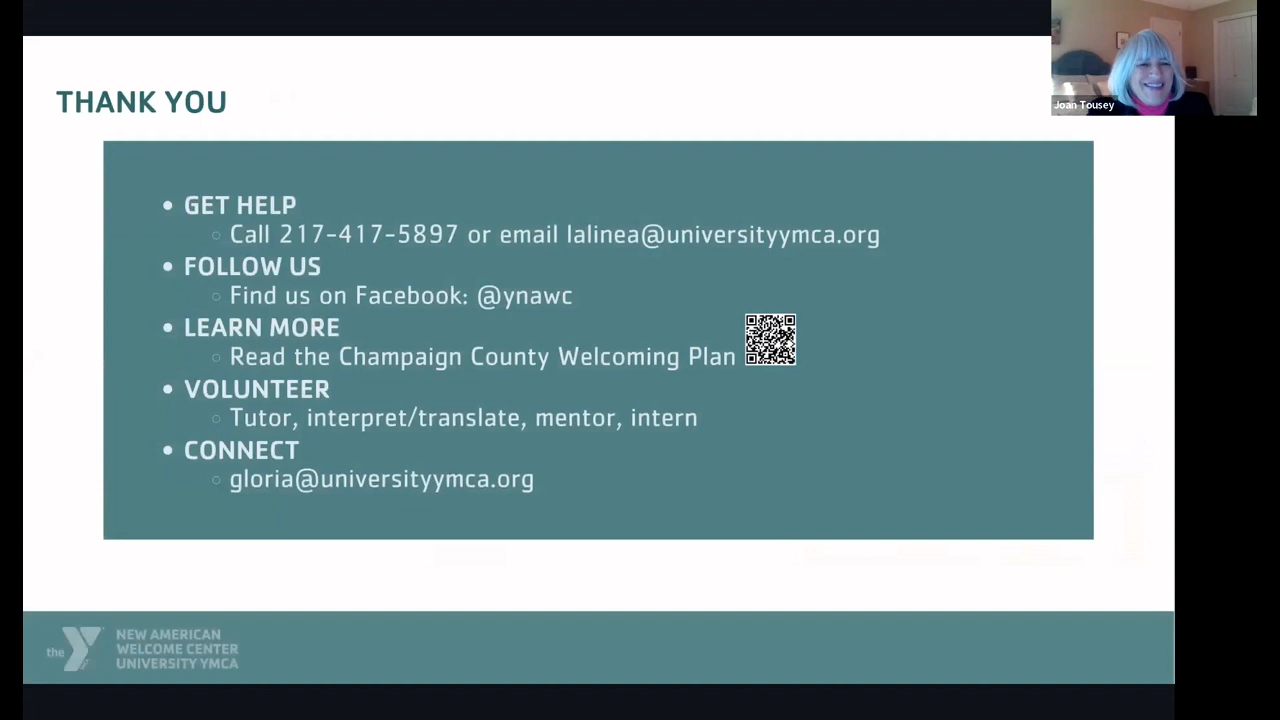 Joan Tousey
THANK YOU
• GET HELP
○ Call 217-417-5897 or email lalinea@universityymca.org
• FOLLOW US
○ Find us on Facebook: @ynawc
• LEARN MORE
○ Read the Champaign County Welcoming Plan
• VOLUNTEER
○ Tutor, interpret/translate, mentor, intern
• CONNECT
○ gloria@universityymca.org
the Y
NEW AMERICAN
WELCOME CENTER
UNIVERSITY YMCA